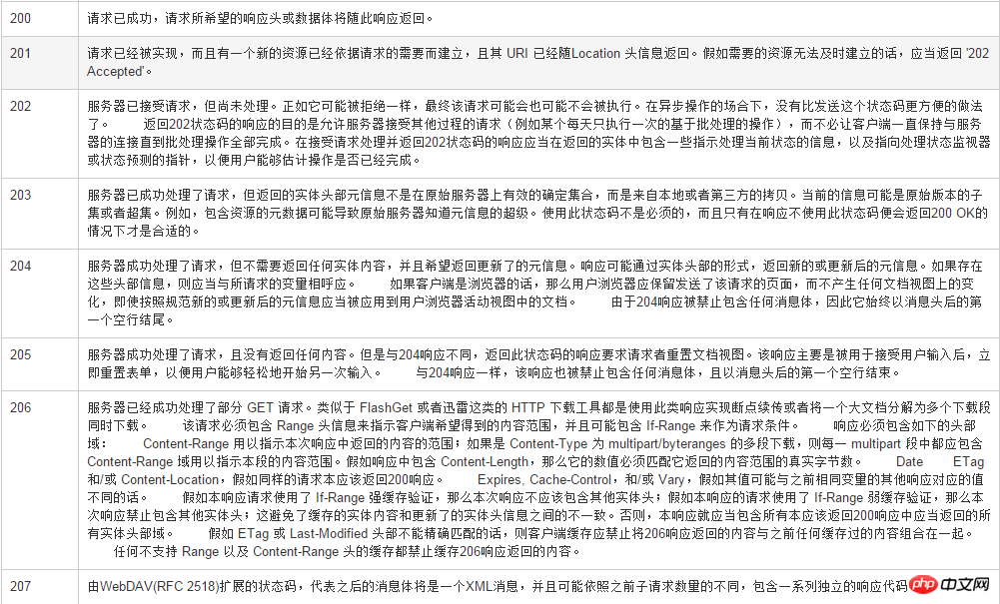 200 请求已成功，请求所希望的响应头或数据体将随此响应返回。
201 请求已经被实现，而且有一个新的资源已经依据请求的需要而建立，且其 URI 已经随Location 头信息返回。假如需要的资源无法及时建立的话，应当返回 '202
Accepted'。
202 服务器已接受请求，但尚未处理。正如它可能被拒绝一样，最终该请求可能会也可能不会被执行。在异步操作的场合下，没有比发送这个状态码更方便的做法
了。 返回202状态码的响应的目的是允许服务器接受其他过程的请求（例如某个每天只执行一次的基于批处理的操作），而不必让客户端一直保持与服务
器的连接直到批处理操作全部完成。在接受请求处理并返回202状态码的响应应当在返回的实体中包含一些指示处理当前状态的信息，以及指向处理状态监视器
或状态预测的指针，以便用户能够估计操作是否已经完成。
203 服务器已成功处理了请求，但返回的实体头部元信息不是在原始服务器上有效的确定集合，而是来自本地或者第三方的拷贝。当前的信息可能是原始版本的子
集或者超集。例如，包含资源的元数据可能导致原始服务器知道元信息的超级。使用此状态码不是必须的，而且只有在响应不使用此状态码便会返回200 OK的
情况下才是合适的。
204 服务器成功处理了请求，但不需要返回任何实体内容，并且希望返回更新了的元信息。响应可能通过实体头部的形式，返回新的或更新后的元信息。如果存在
这些头部信息，则应当与所请求的变量相呼应。 如果客户端是浏览器的话，那么用户浏览器应保留发送了该请求的页面，而不产生任何文档视图上的变
化，即使按照规范新的或更新后的元信息应当被应用到用户浏览器活动视图中的文档。 由于204响应被禁止包含任何消息体，因此它始终以消息头后的第
一个空行结尾。
205 服务器成功处理了请求，且没有返回任何内容。但是与204响应不同，返回此状态码的响应要求请求者重置文档视图。该响应主要是被用于接受用户输入后，立
即重置表单，以便用户能够轻松地开始另一次输入。 与204响应一样，该响应也被禁止包含任何消息体，且以消息头后的第一个空行结束。
206 服务器已经成功处理了部分 GET 请求。类似于 FlashGet 或者迅雷这类的 HTTP 下载工具都是使用此类响应实现断点续传或者将一个大文档分解为多个下载段
同时下载。 该请求必须包含 Range 头信息来指示客户端希望得到的内容范围，并且可能包含 If-Range 来作为请求条件。 响应必须包含如下的头部
域： Content-Range 用以指示本次响应中返回的内容的范围；如果是 Content-Type 为 multipart/byteranges 的多段下载，则每一 multipart 段中都应包含
Content-Range 域用以指示本段的内容范围。假如响应中包含 Content-Length，那么它的数值必须匹配它返回的内容范围的真实字节数。 Date ETag
和/或 Content-Location，假如同样的请求本应该返回200响应。 Expires, Cache-Control，和/或 Vary，假如其值可能与之前相同变量的其他响应对应的值
不同的话。 假如本响应请求使用了 If-Range 强缓存验证，那么本次响应不应该包含其他实体头；假如本响应的请求使用了 If-Range 弱缓存验证，那么本
次响应禁止包含其他实体头；这避免了缓存的实体内容和更新了的实体头信息之间的不一致。否则，本响应就应当包含所有本应该返回200响应中应当返回的所
有实体头部域。 假如 ETag 或 Last-Modified 头部不能精确匹配的话，则客户端缓存应禁止将206响应返回的内容与之前任何缓存过的内容组合在一起。
任何不支持 Range 以及 Content-Range 头的缓存都禁止缓存206响应返回的内容。
207 由WebDAV(RFC 2518)扩展的状态码，代表之后的消息体将是一个XML消息，并且可能依照之前子请求数量的不同，包含一系列独立的响应代码
php 中文网